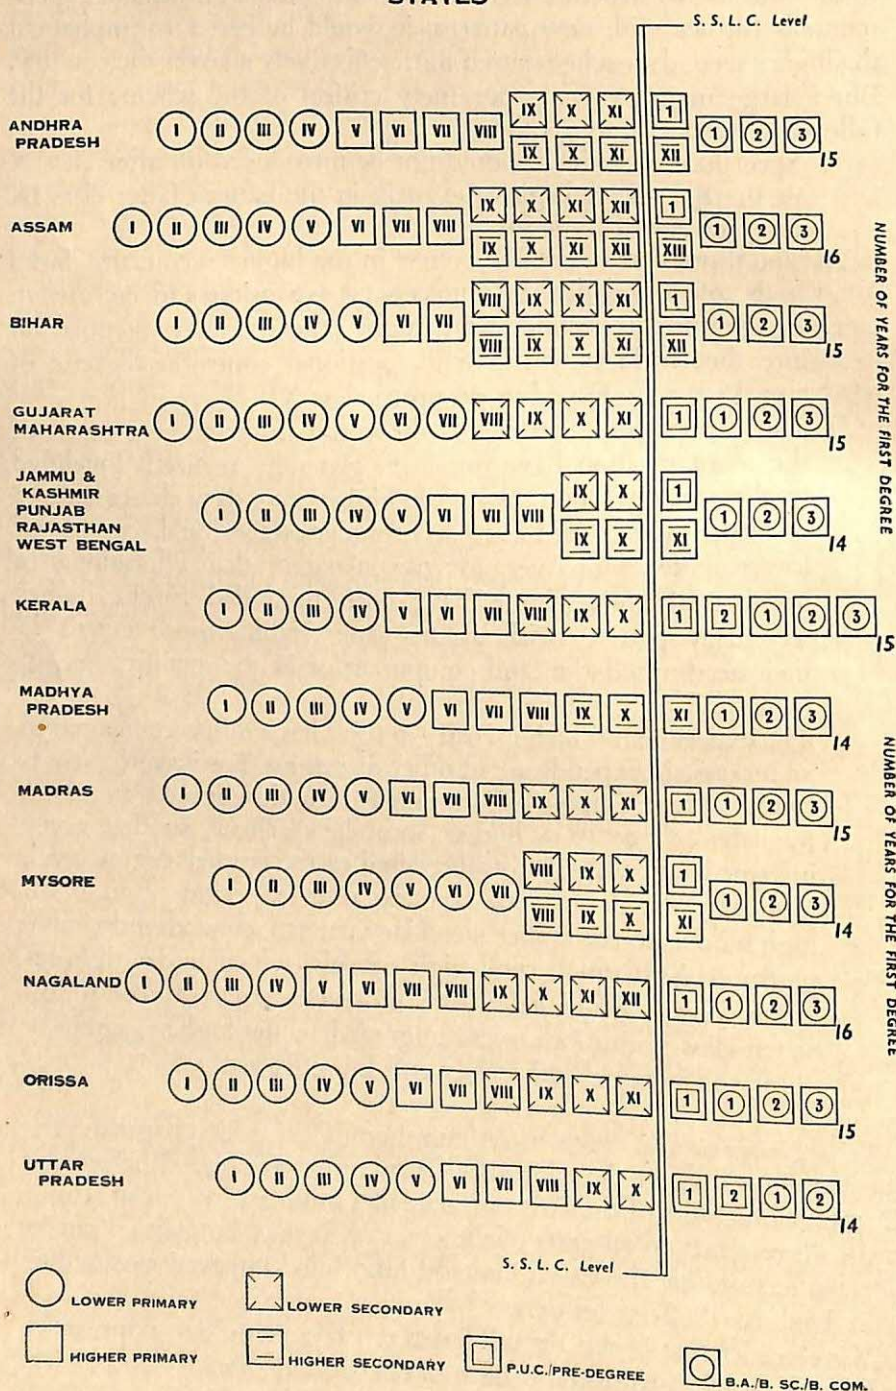 STATES
S. S. L. C. Level
ANDHRA
PRADESH
IX X XI 1
I II III IV V VI VII VIII 1 2 3 15
IX X XI XII
ASSAM
IX X XI XII 1
I II III IV V VI VII VIII 1 2 3 16
IX X XI XII XIII
BIHAR
VIII IX X XI 1
I II III IV V VI VII 1 2 3 15
VIII IX X XI XII
GUJARAT
MAHARASHTRA
I II III IV V VI VII VIII IX X XI 1 1 2 3 15
JAMMU &
KASHMIR
PUNJAB
RAJASTHAN
WEST BENGAL
IX X 1
I II III IV V VI VII VIII 1 2 3 14
IX X XI
KERALA
I II III IV V VI VII VIII IX X 1 2 1 2 3 15
MADHYA
PRADESH
I II III IV V VI VII VIII IX X XI 1 2 3 14
MADRAS
I II III IV V VI VII VIII IX X XI 1 1 2 3 15
MYSORE
VIII IX X 1
I II III IV V VI VII 1 2 3 14
VIII IX X XI
NAGALAND
I II III IV V VI VII VIII IX X XI XII 1 1 2 3 16
ORISSA
I II III IV V VI VII VIII IX X XI 1 1 2 3 15
UTTAR
PRADESH
I II III IV V VI VII VIII IX X 1 2 1 2 14
S. S. L. C. Level
NUMBER OF YEARS FOR THE FIRST DEGREE
NUMBER OF YEARS FOR THE FIRST DEGREE
LOWER PRIMARY
LOWER SECONDARY
HIGHER PRIMARY
HIGHER SECONDARY
P.U.C./PRE-DEGREE
B.A./B. SC./B. COM.